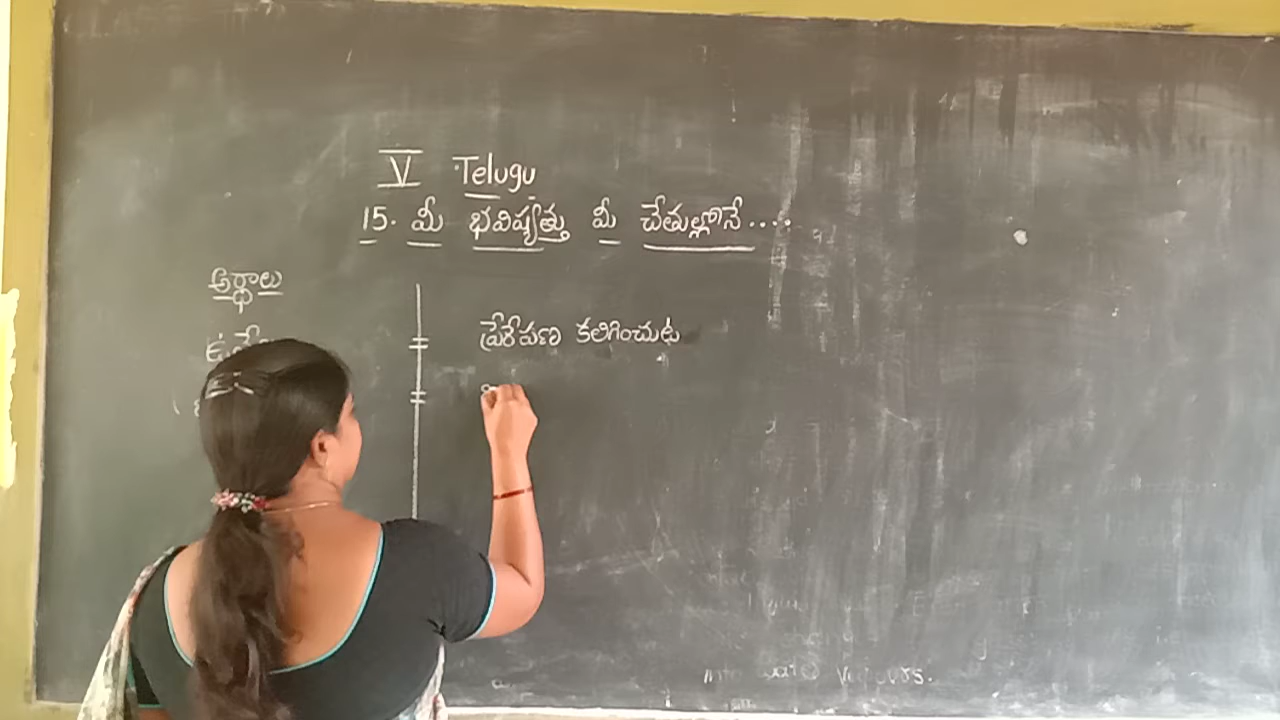 V Telugu
15. మీ భవిష్యత్తు మీ చేతుల్లోనే....
అర్థాలు
= ప్రేరేపణ కలిగించుట
=